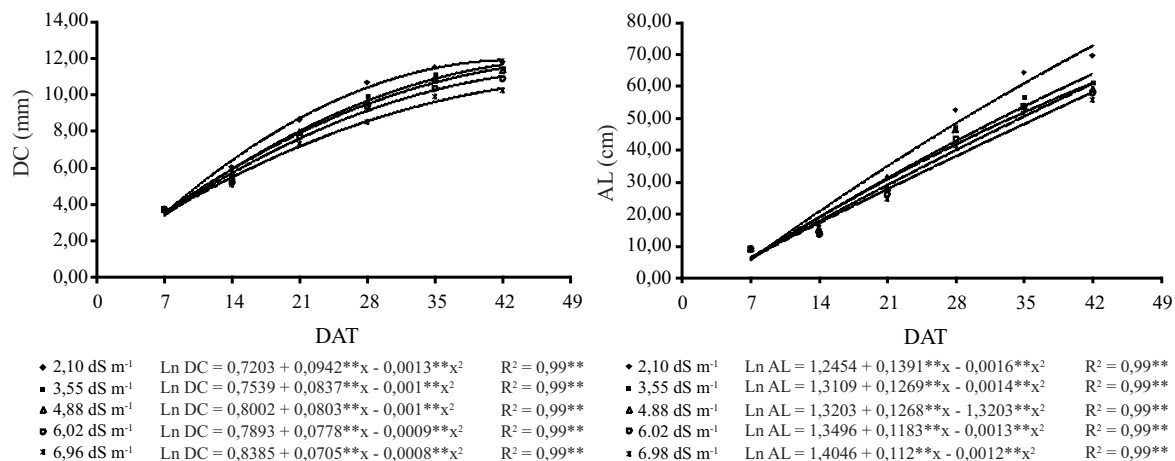 14,00
12,00
10,00
8,00
6,00
4,00
2,00
0,00
DC (mm)
0 7 14 21 28 35 42 49
DAT
2,10 dS m-1 Ln DC = 0,7203 + 0,0942**x - 0,0013**x² R² = 0,99**
3,55 dS m-1 Ln DC = 0,7539 + 0,0837**x - 0,001**x² R² = 0,99**
4,88 dS m-1 Ln DC = 0,8002 + 0,0803**x - 0,001**x² R² = 0,99**
6,02 dS m-1 Ln DC = 0,7893 + 0,0778**x - 0,0009**x² R² = 0,99**
6,96 dS m-1 Ln DC = 0,8385 + 0,0705**x - 0,0008**x² R² = 0,99**
80,00
70,00
60,00
50,00
40,00
30,00
20,00
10,00
0,00
AL (cm)
0 7 14 21 28 35 42 49
DAT
2,10 dS m-1 Ln AL = 1,2454 + 0,1391**x - 0,0016**x² R² = 0,99**
3,55 dS m-1 Ln AL = 1,3109 + 0,1269**x - 0,0014**x² R² = 0,99**
4.88 dS m-1 Ln AL = 1,3203 + 0,1268**x - 1,3203**x² R² = 0,99**
6.02 dS m-1 Ln AL = 1,3496 + 0,1183**x - 0,0013**x² R² = 0,99**
6.98 dS m-1 Ln AL = 1,4046 + 0,112**x - 0,0012**x² R² = 0,99**